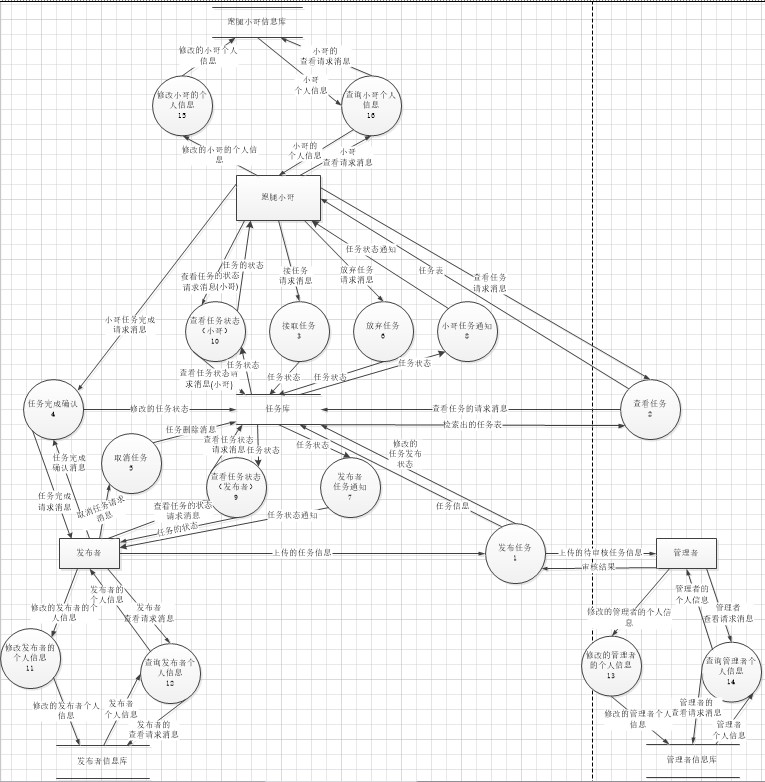 跑腿小哥信息库
修改的小哥个人
信息
小哥的
查看请求消息
小哥
个人信息
修改小哥的个
人信息
15
查询小哥个人
信息
16
修改的小哥的个人信
息
小哥的
个人信息
小哥
查看请求消息
跑腿小哥
任务状态通知
任务表
查看任务
请求消息
任务的状态
查看任务的状态
请求消息(小哥)
接任务
请求消息
放弃任务
请求消息
小哥任务完成
请求消息
查看任务状态
(小哥)
10
接取任务
3
放弃任务
6
小哥任务通知
8
查看任务状态
求消息(小哥)
任务状态
任务状态
任务状态
任务状态
任务完成确认
4
修改的任务状态
任务库
查看任务的请求消息
检索出的任务表
查看任务
2
任务删除消息
查看任务状态
请求消息
任务状态
任务状态
修改的
任务发布
状态
任务完成
确认消息
取消任务
5
查看任务状态
(发布者)
9
发布者
任务通知
7
任务完成
请求消息
取消任务请求
消息
查看任务的状态
请求消息
任务的状态
任务状态通知
任务信息
发布者
上传的任务信息
发布任务
1
上传的待审核任务信息
审核结果
管理者
发布者的
个人信息
修改的发布者的个
人信息
发布者
查看请求消息
管理者的
个人信息
修改的管理者的个人信
息
管理者
查看请求消息
修改发布者的
个人信息
11
查询发布者个
人信息
12
修改的管理者
的个人信息
13
查询管理者个
人信息
14
修改的发布者个人
信息
发布者
个人信息
发布者的
查看请求消息
修改的管理者个人
信息
管理者的
查看请求消息
管理者
个人信息
发布者信息库
管理者信息库